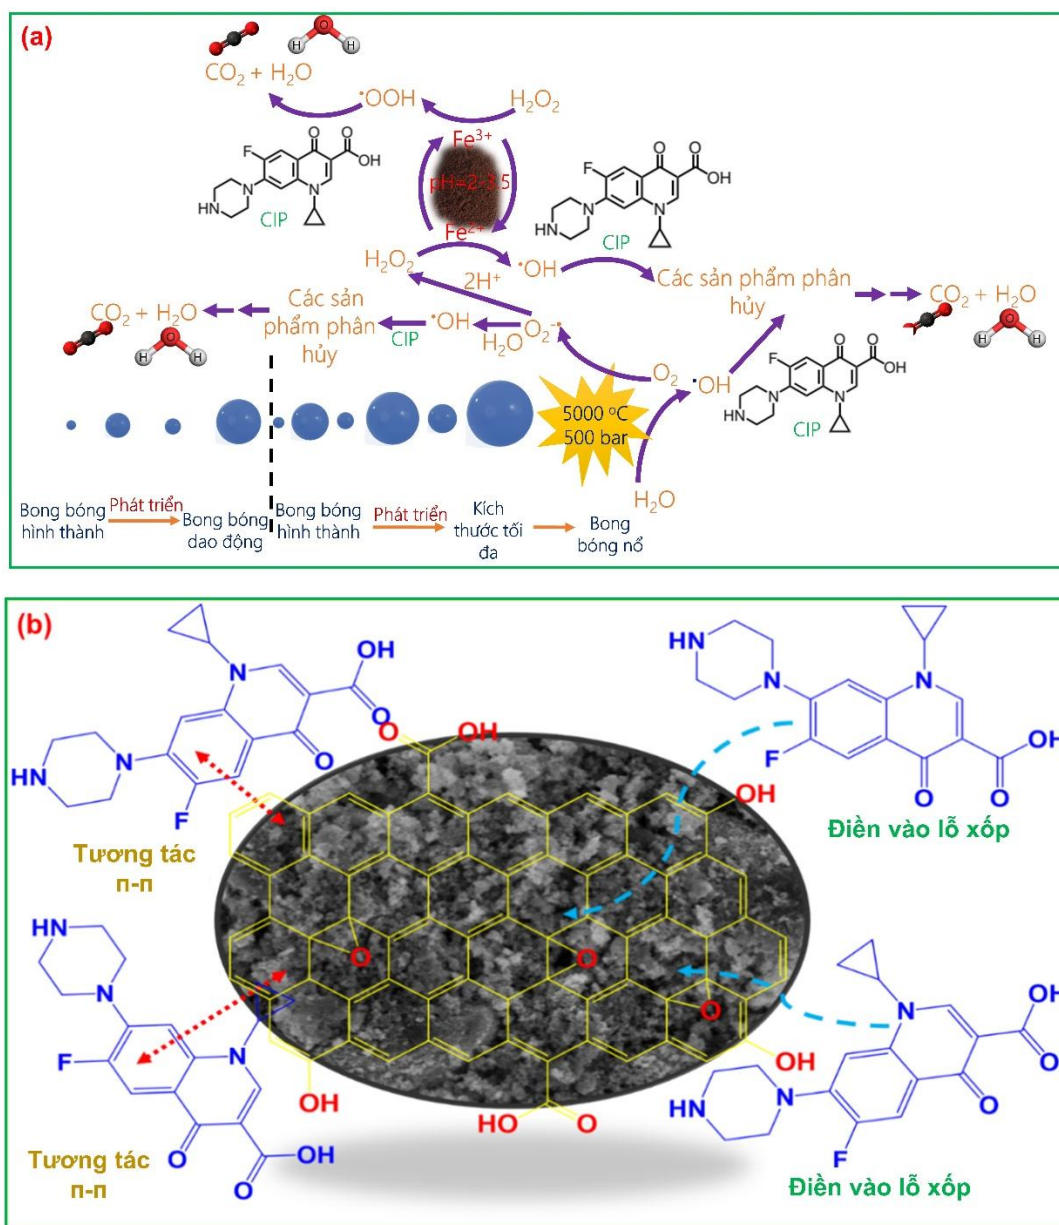 (a)
CO₂ + H₂O
•OOH
H₂O₂
Fe³⁺
pH=2-3.5
Fe²⁺
F
O
O
OH
N
N
HN
CIP
F
O
O
OH
N
N
HN
CIP
H₂O₂
•OH
2H⁺
Các sản phẩm phân
hủy
CO₂ + H₂O
CO₂ + H₂O
Các sản
phẩm phân
hủy
CIP
•OH
H₂O
O₂⁻•
O₂
•OH
F
O
O
OH
N
N
HN
CIP
5000 °C
500 bar
H₂O
Bong bóng
hình thành
Phát triển
Bong bóng
dao động
Bong bóng
hình thành
Phát triển
Kích
thước tối
đa
Bong
bóng nổ
(b)
N
OH
O
O
N
HN
F
Tương tác
π-π
O
OH
OH
HN
N
N
F
O
O
OH
Điền vào lỗ xốp
O
O
O
HN
N
F
N
O
O
OH
Tương tác
π-π
OH
HO
O
OH
N
OH
O
O
N
HN
F
Điền vào lỗ xốp